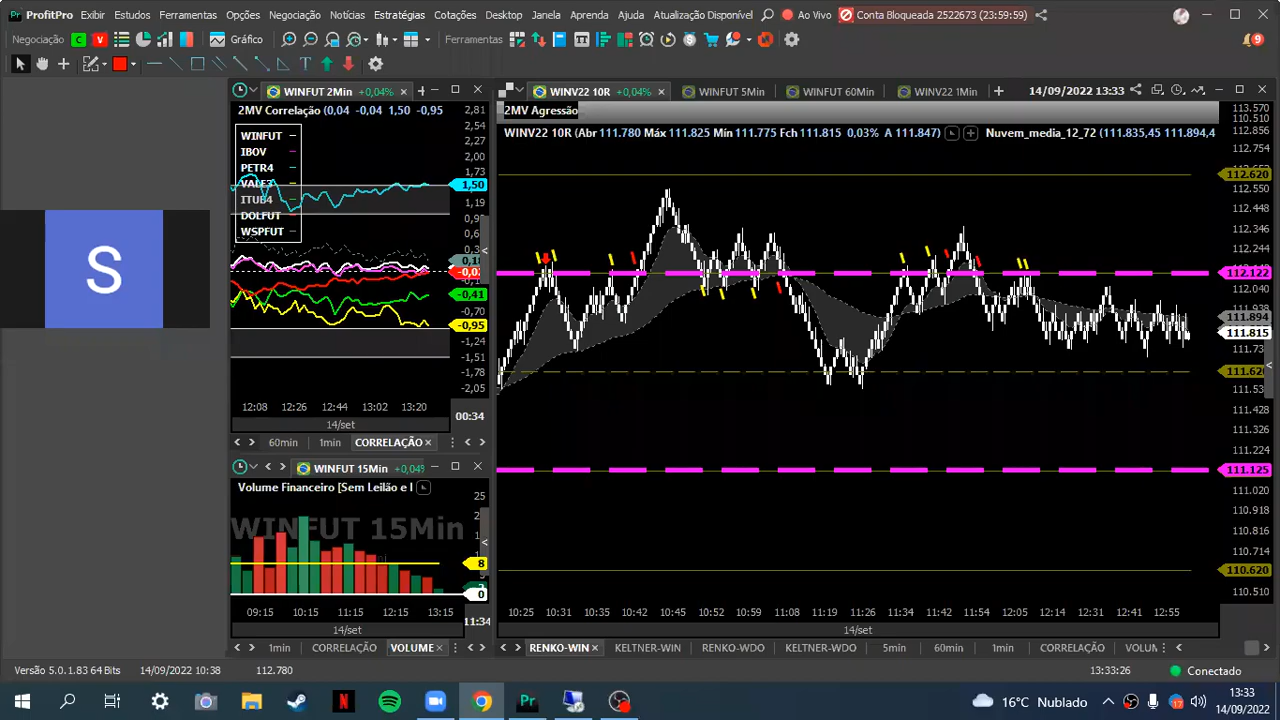 ProfitPro Exibir Estudos Ferramentas Opções Negociação Notícias Estratégias Cotações Desktop Janela Aprenda Ajuda Atualização Disponível Ao Vivo Conta Bloqueada 2522673 (23:59:59)
Negociação C V Gráfico Ferramentas 9
WINFUT 2Min +0,04%
2MV Correlação (0,04 -0,04 1,50 -0,95
WINFUT
IBOV
PETR4
VALE3
ITUB4
DOLFUT
WSPFUT
2,81
2,54
2,27
2,00
1,73
1,50
1,19
-0,41
-0,70
-0,95
-1,24
-1,51
-1,78
-2,05
12:08 12:26 12:44 13:02 13:20
00:34
14/set
60min 1min CORRELAÇÃO
WINFUT 15Min +0,04%
Volume Financeiro [Sem Leilão e I
WINFUT 15Min
25
8
0
09:15 10:15 11:15 12:15 13:15
11:34
14/set
1min CORRELAÇÃO VOLUME
WINV22 10R +0,04% WINFUT 5Min WINFUT 60Min WINV22 1Min 14/09/2022 13:33
2MV Agressão
WINV22 10R (Abr 111.780 Máx 111.825 Mín 111.775 Fch 111.815 0,03% A 111.847) Nuvem_media_12_72 (111.835,45 111.894,4
113.570
110.510
112.856
112.754
112.620
112.550
112.448
112.346
112.244
112.122
112.040
111.938
111.894
111.815
111.428
111.326
111.224
111.125
111.020
110.918
110.816
110.714
110.620
110.510
10:25 10:31 10:35 10:42 10:45 10:52 10:56 11:08 11:19 11:26 11:34 11:42 11:54 12:05 12:14 12:31 12:41 12:55
14/set
RENKO-WIN KELTNER-WIN RENKO-WDO KELTNER-WDO 5min 60min 1min CORRELAÇÃO
S
Versão 5.0.1.83 64 Bits 14/09/2022 10:38 112.780 13:33:26 Conectado
16°C Nublado 17 13:33
14/09/2022